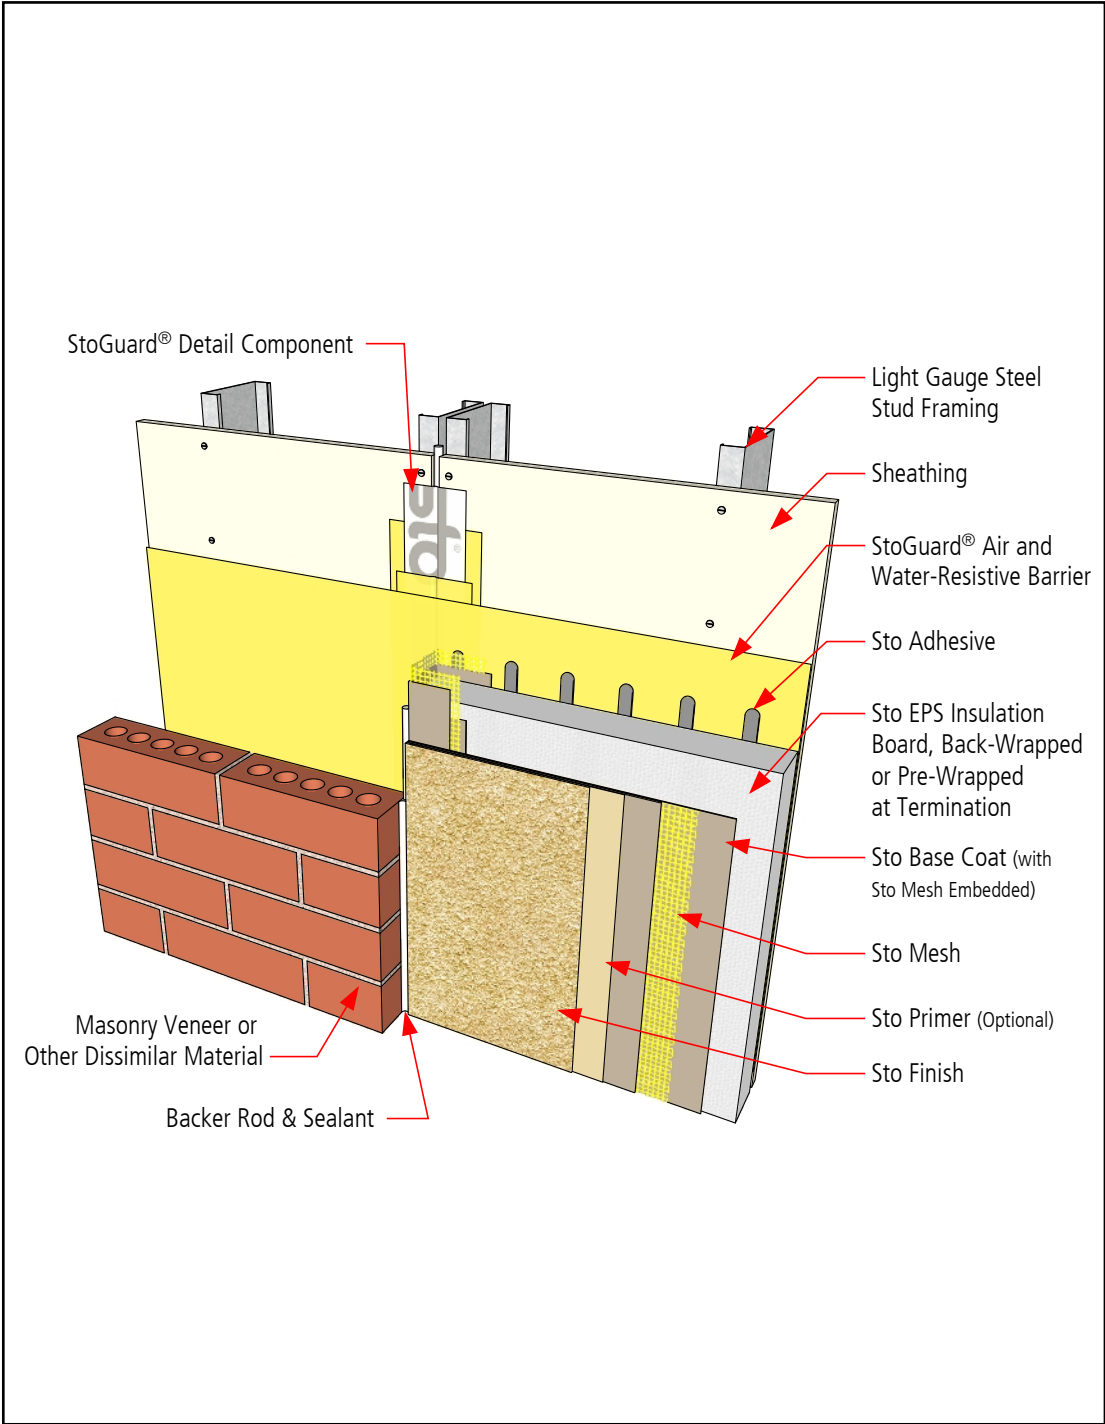 StoGuard® Detail Component
Light Gauge Steel
Stud Framing
Sheathing
StoGuard® Air and
Water-Resistive Barrier
Sto Adhesive
Sto EPS Insulation
Board, Back-Wrapped
or Pre-Wrapped
at Termination
Sto Base Coat (with
Sto Mesh Embedded)
Sto Mesh
Sto Primer (Optional)
Sto Finish
Masonry Veneer or
Other Dissimilar Material
Backer Rod & Sealant
sto®